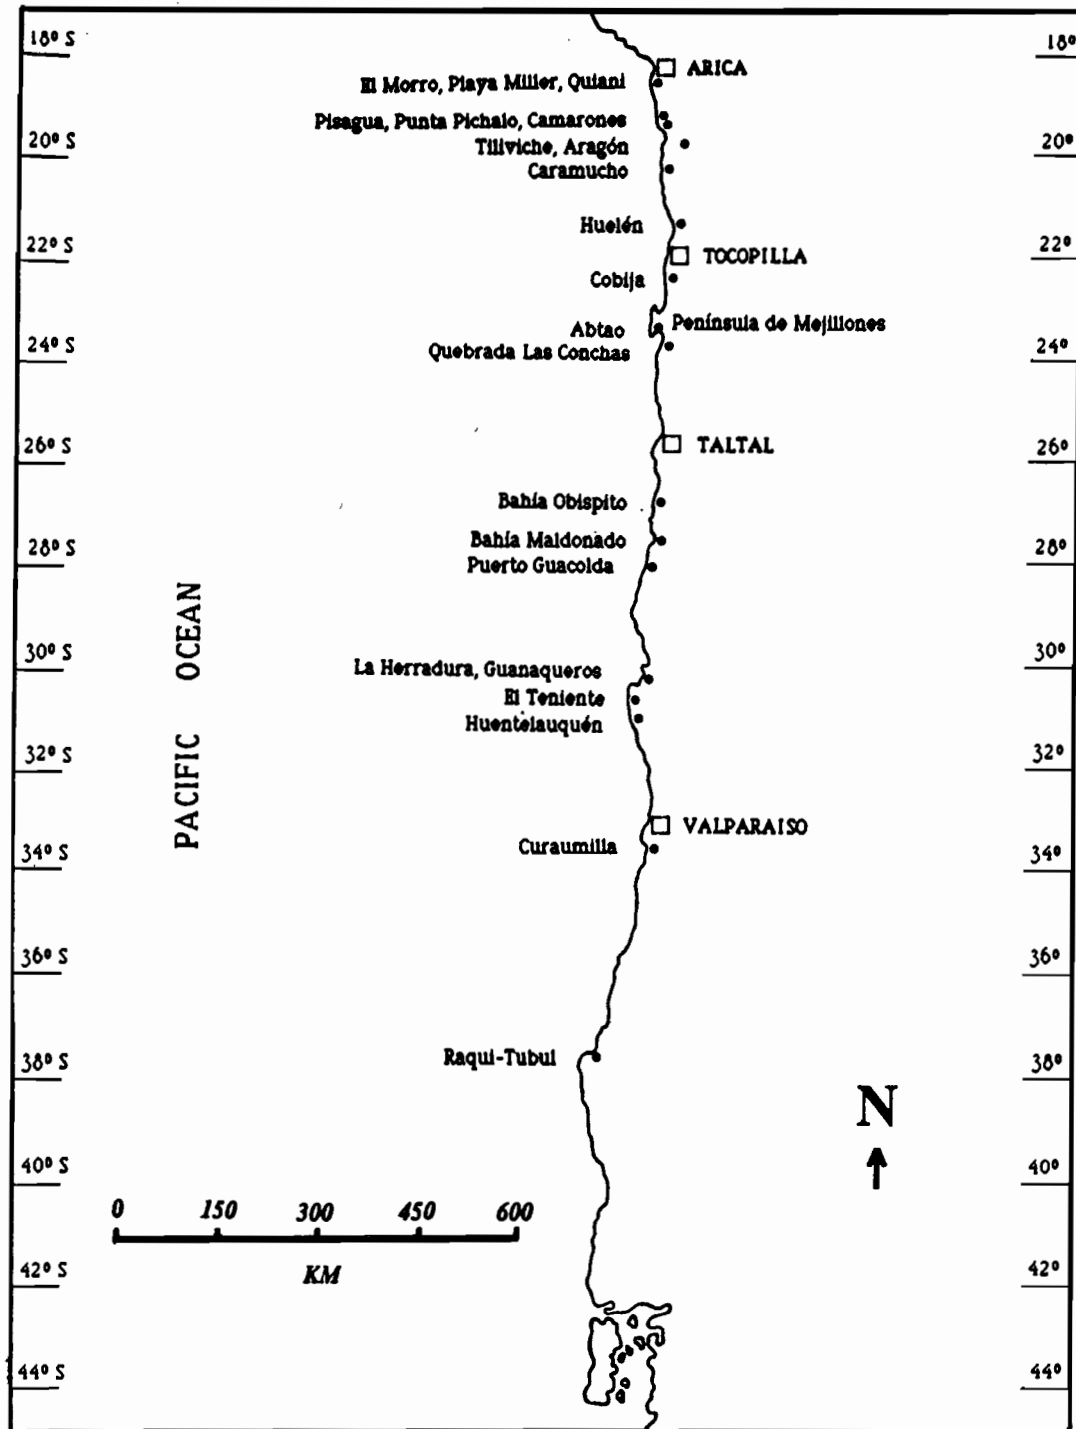 18° S
18°
ARICA
El Morro, Playa Miller, Quiani
Pisagua, Punta Pichalo, Camarones
20° S
20°
Tiliviche, Aragón
Caramucho
Huelén
22° S
22°
TOCOPILLA
Cobija
Península de Mejillones
Abtao
Quebrada Las Conchas
24° S
24°
26° S
26°
TALTAL
Bahía Obispito
Bahía Maldonado
28° S
28°
Puerto Guacolda
PACIFIC OCEAN
30° S
30°
La Herradura, Guanaqueros
El Teniente
Huentelauquén
32° S
32°
VALPARAISO
Curaumilla
34° S
34°
36° S
36°
Raqui-Tubul
38° S
38°
N
40° S
40°
0 150 300 450 600
KM
42° S
42°
44° S
44°